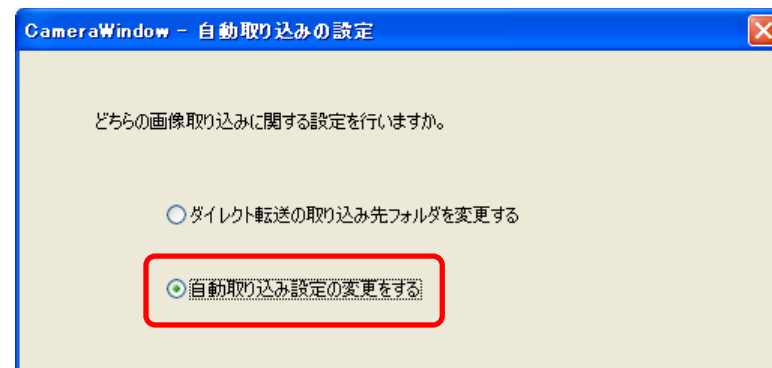 CameraWindow - 自動取り込みの設定
どちらの画像取り込みに関する設定を行いますか。
ダイレクト転送の取り込み先フォルダを変更する
自動取り込み設定の変更をする